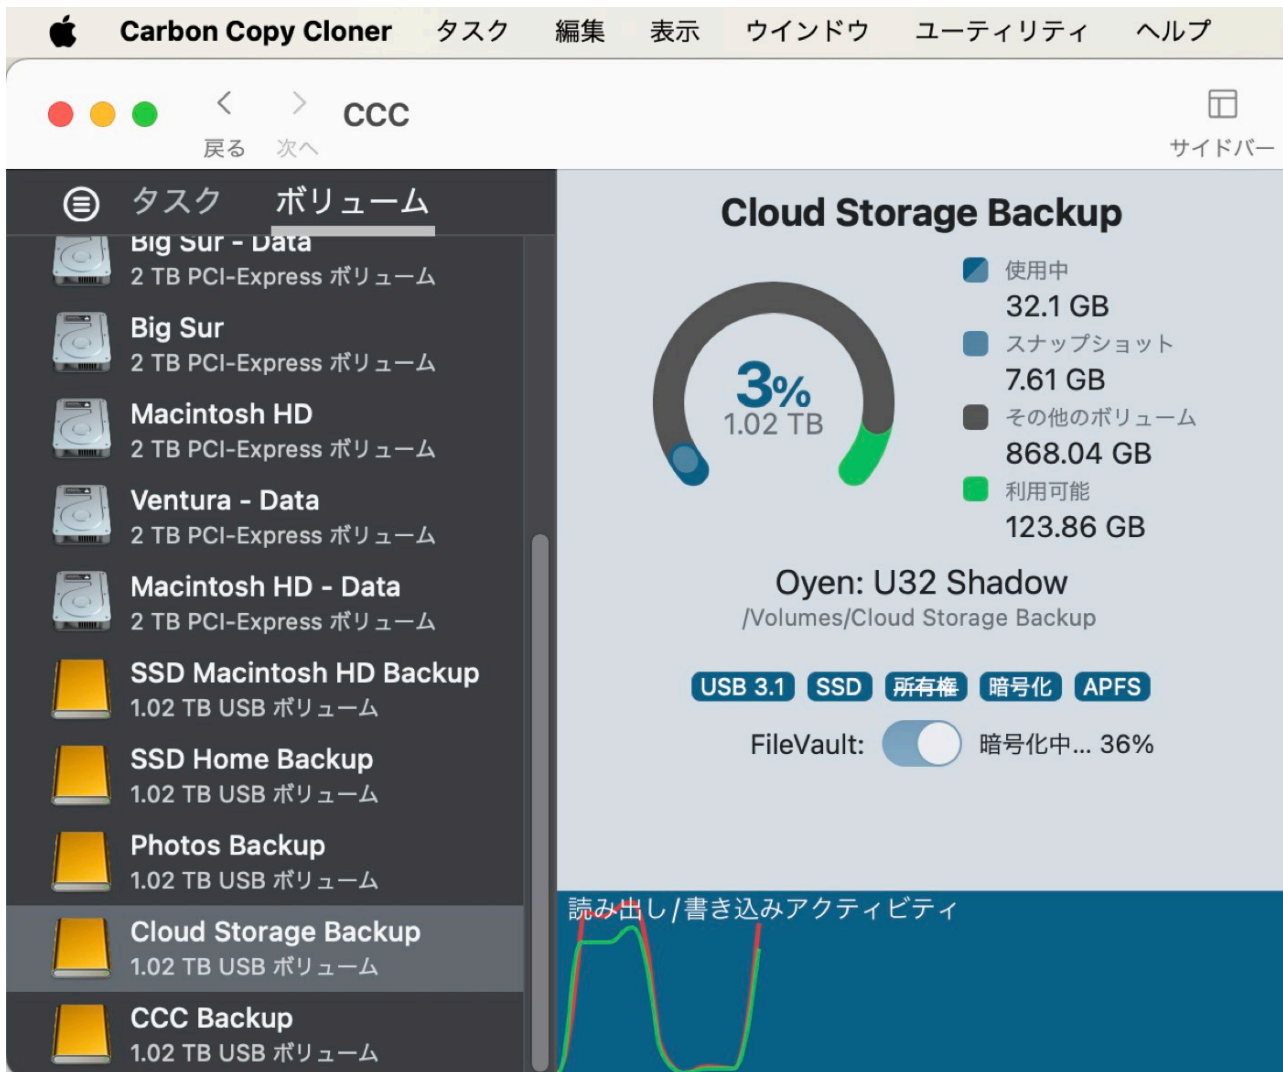 Carbon Copy Cloner タスク 編集 表示 ウインドウ ユーティリティ ヘルプ
戻る 次へ CCC サイドバー
タスク ボリューム
Big Sur - Data
2 TB PCI-Express ボリューム
Big Sur
2 TB PCI-Express ボリューム
Macintosh HD
2 TB PCI-Express ボリューム
Ventura - Data
2 TB PCI-Express ボリューム
Macintosh HD - Data
2 TB PCI-Express ボリューム
SSD Macintosh HD Backup
1.02 TB USB ボリューム
SSD Home Backup
1.02 TB USB ボリューム
Photos Backup
1.02 TB USB ボリューム
Cloud Storage Backup
1.02 TB USB ボリューム
CCC Backup
1.02 TB USB ボリューム
Cloud Storage Backup
3%
1.02 TB
使用中
32.1 GB
スナップショット
7.61 GB
その他のボリューム
868.04 GB
利用可能
123.86 GB
Oyen: U32 Shadow
/Volumes/Cloud Storage Backup
USB 3.1 SSD 所有権 暗号化 APFS
FileVault: 暗号化中... 36%
読み出し/書き込みアクティビティ